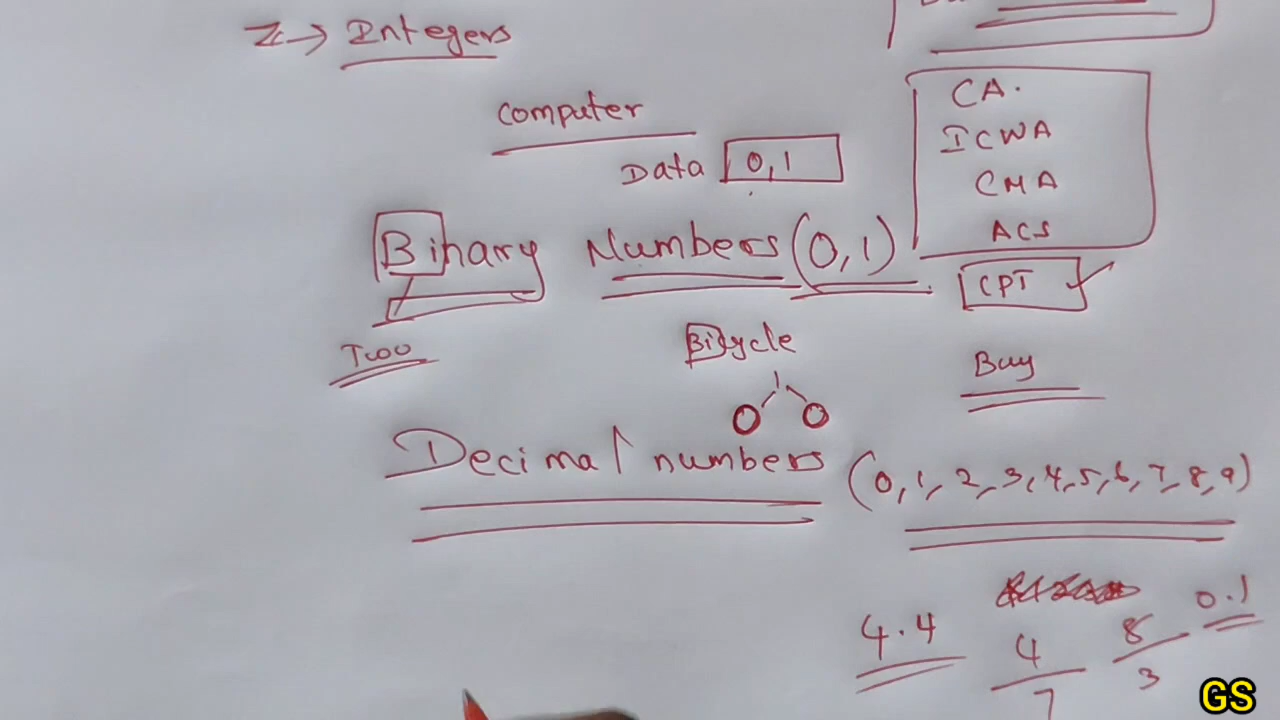 Z → Integers
computer
CA.
ICWA
Data 0,1
CMA
ACS
Binary Numbers (0,1)
CPT
Two
Bicycle
Buy
Decimal numbers (0,1,2,3,4,5,6,7,8,9)
4.4
4/7
8/3
0.1
GS